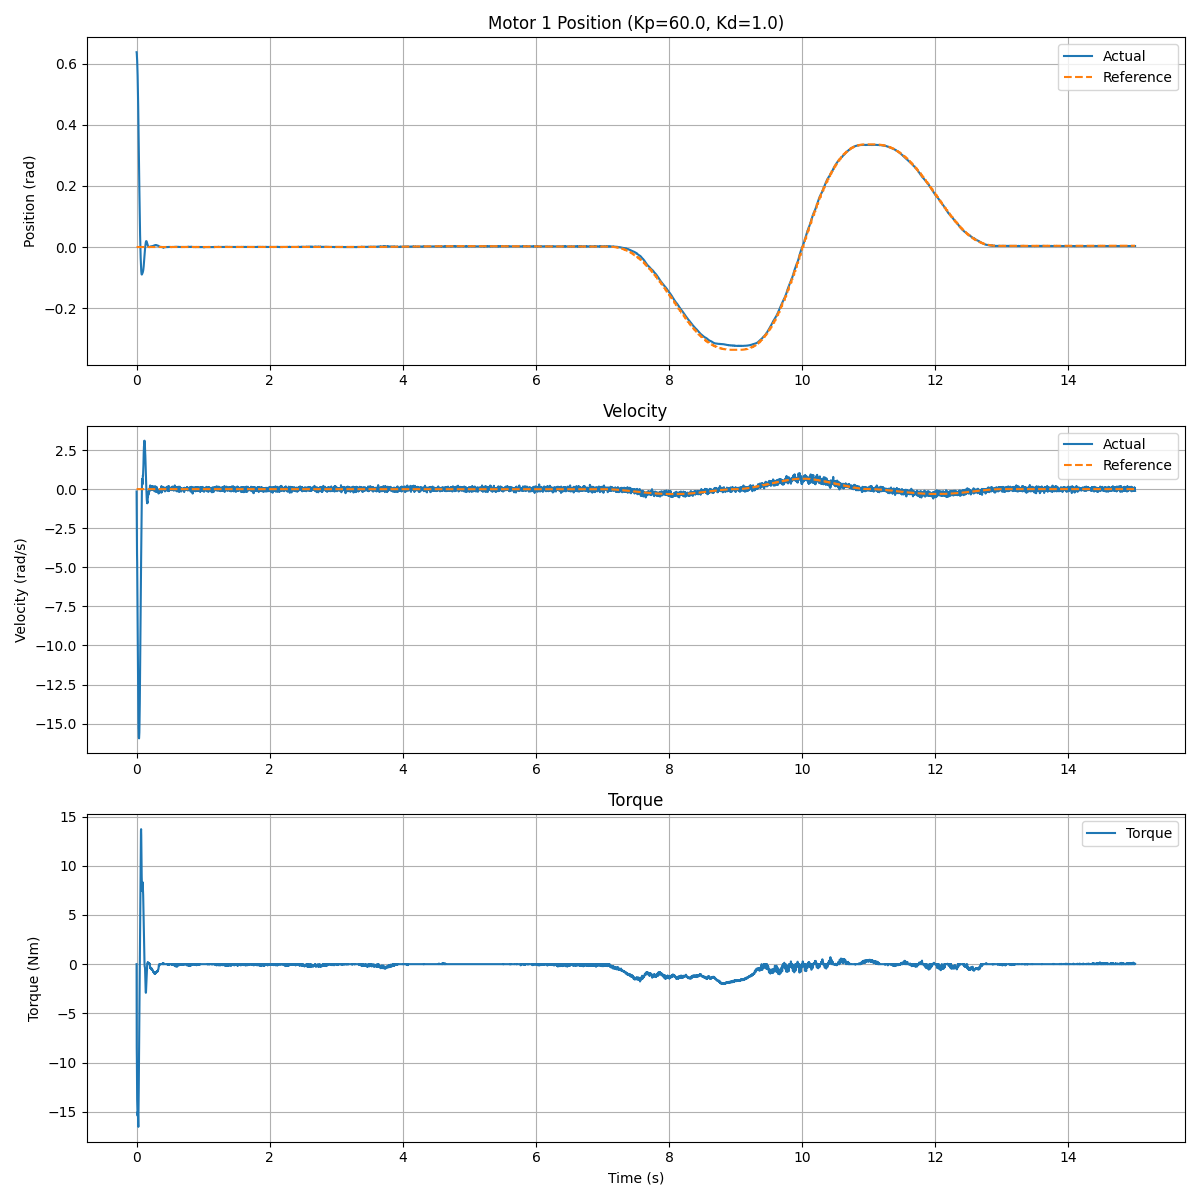 Motor 1 Position (Kp=60.0, Kd=1.0)
Position (rad)
0.6
0.4
0.2
0.0
−0.2
Actual
Reference
0 2 4 6 8 10 12 14
Velocity
Velocity (rad/s)
2.5
0.0
−2.5
−5.0
−7.5
−10.0
−12.5
−15.0
Actual
Reference
0 2 4 6 8 10 12 14
Torque
Torque (Nm)
15
10
5
0
−5
−10
−15
Torque
0 2 4 6 8 10 12 14
Time (s)